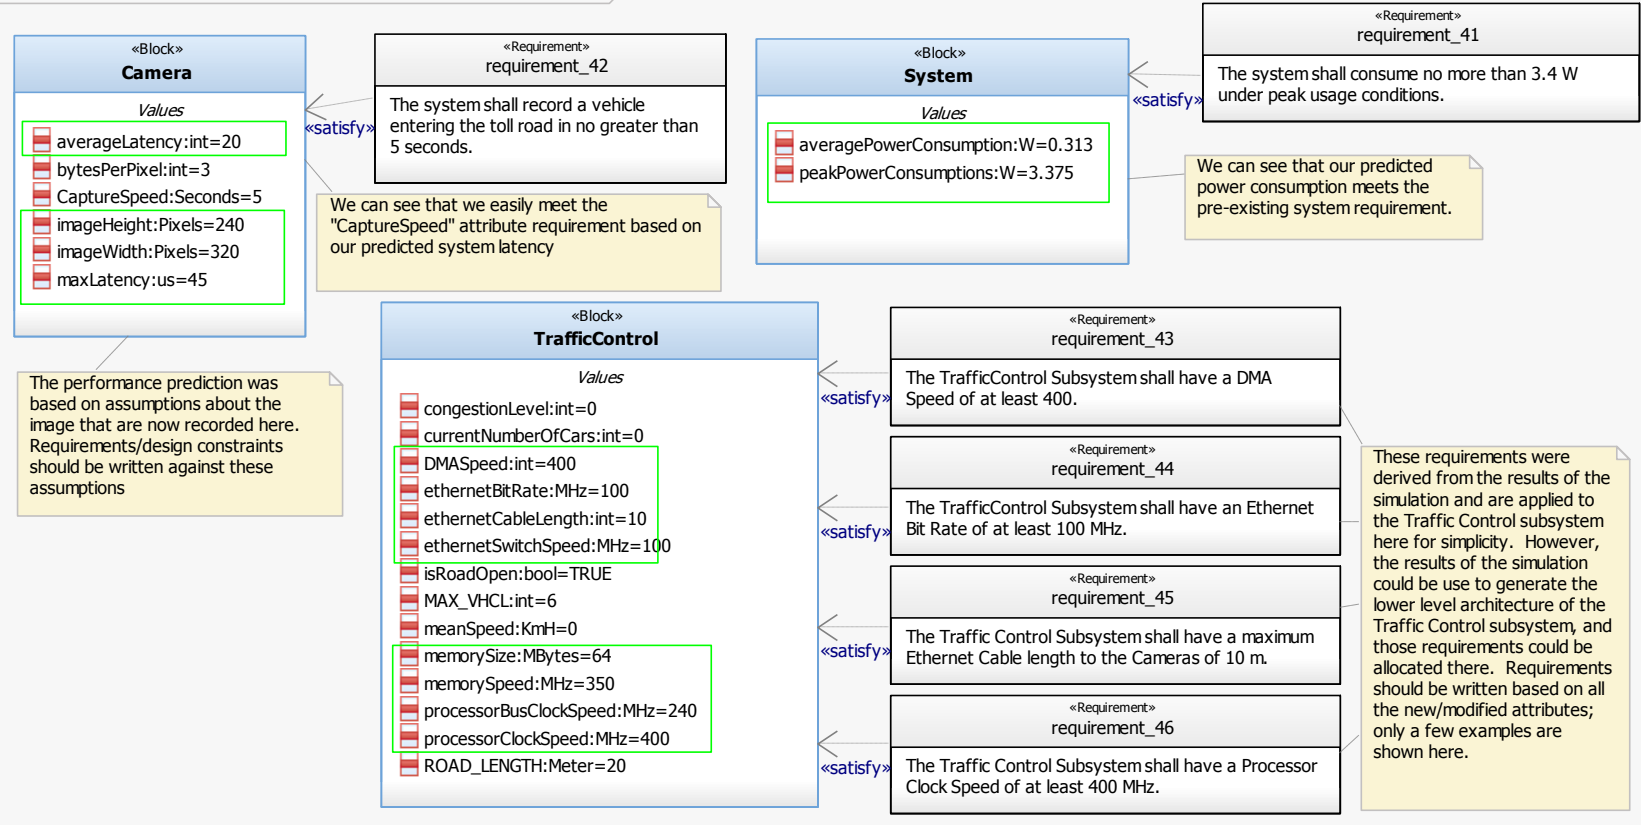 «Block»
Camera
Values
averageLatency:int=20
bytesPerPixel:int=3
CaptureSpeed:Seconds=5
imageHeight:Pixels=240
imageWidth:Pixels=320
maxLatency:us=45
«satisfy»
«Requirement»
requirement_42
The system shall record a vehicle
entering the toll road in no greater than
5 seconds.
We can see that we easily meet the
"CaptureSpeed" attribute requirement based on
our predicted system latency
The performance prediction was
based on assumptions about the
image that are now recorded here.
Requirements/design constraints
should be written against these
assumptions
«Block»
System
Values
averagePowerConsumption:W=0.313
peakPowerConsumptions:W=3.375
«satisfy»
«Requirement»
requirement_41
The system shall consume no more than 3.4 W
under peak usage conditions.
We can see that our predicted
power consumption meets the
pre-existing system requirement.
«Block»
TrafficControl
Values
congestionLevel:int=0
currentNumberOfCars:int=0
DMASpeed:int=400
ethernetBitRate:MHz=100
ethernetCableLength:int=10
ethernetSwitchSpeed:MHz=100
isRoadOpen:bool=TRUE
MAX_VHCL:int=6
meanSpeed:KmH=0
memorySize:MBytes=64
memorySpeed:MHz=350
processorBusClockSpeed:MHz=240
processorClockSpeed:MHz=400
ROAD_LENGTH:Meter=20
«satisfy»
«Requirement»
requirement_43
The TrafficControl Subsystem shall have a DMA
Speed of at least 400.
«satisfy»
«Requirement»
requirement_44
The TrafficControl Subsystem shall have an Ethernet
Bit Rate of at least 100 MHz.
«satisfy»
«Requirement»
requirement_45
The Traffic Control Subsystem shall have a maximum
Ethernet Cable length to the Cameras of 10 m.
«satisfy»
«Requirement»
requirement_46
The Traffic Control Subsystem shall have a Processor
Clock Speed of at least 400 MHz.
These requirements were
derived from the results of the
simulation and are applied to
the Traffic Control subsystem
here for simplicity. However,
the results of the simulation
could be use to generate the
lower level architecture of the
Traffic Control subsystem, and
those requirements could be
allocated there. Requirements
should be written based on all
the new/modified attributes;
only a few examples are
shown here.